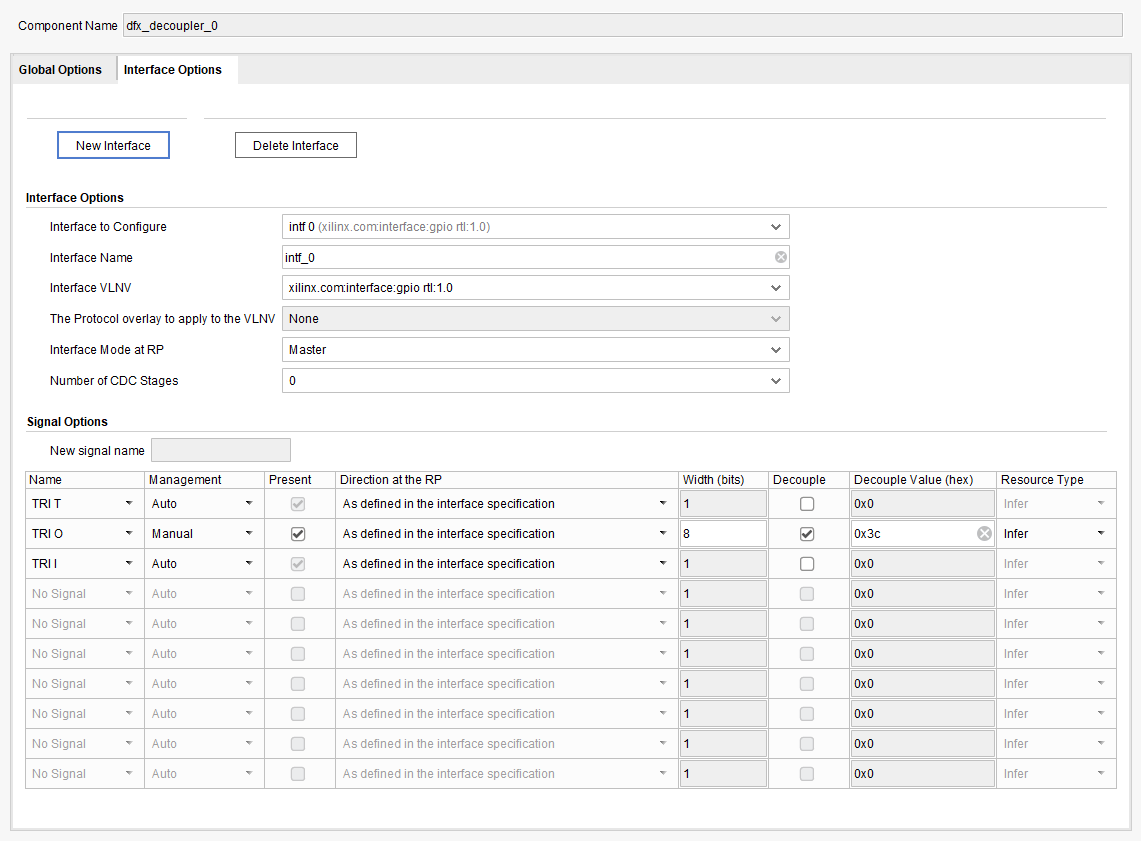 Component Name dfx_decoupler_0
Global Options Interface Options
New Interface Delete Interface
Interface Options
Interface to Configure intf 0 (xilinx.com:interface:gpio rtl:1.0)
Interface Name intf_0
Interface VLNV xilinx.com:interface:gpio rtl:1.0
The Protocol overlay to apply to the VLNV None
Interface Mode at RP Master
Number of CDC Stages 0
Signal Options
New signal name
Name Management Present Direction at the RP Width (bits) Decouple Decouple Value (hex) Resource Type
TRI T Auto As defined in the interface specification 1 0x0 Infer
TRI O Manual As defined in the interface specification 8 0x3c Infer
TRI I Auto As defined in the interface specification 1 0x0 Infer
No Signal Auto As defined in the interface specification 1 0x0 Infer
No Signal Auto As defined in the interface specification 1 0x0 Infer
No Signal Auto As defined in the interface specification 1 0x0 Infer
No Signal Auto As defined in the interface specification 1 0x0 Infer
No Signal Auto As defined in the interface specification 1 0x0 Infer
No Signal Auto As defined in the interface specification 1 0x0 Infer
No Signal Auto As defined in the interface specification 1 0x0 Infer